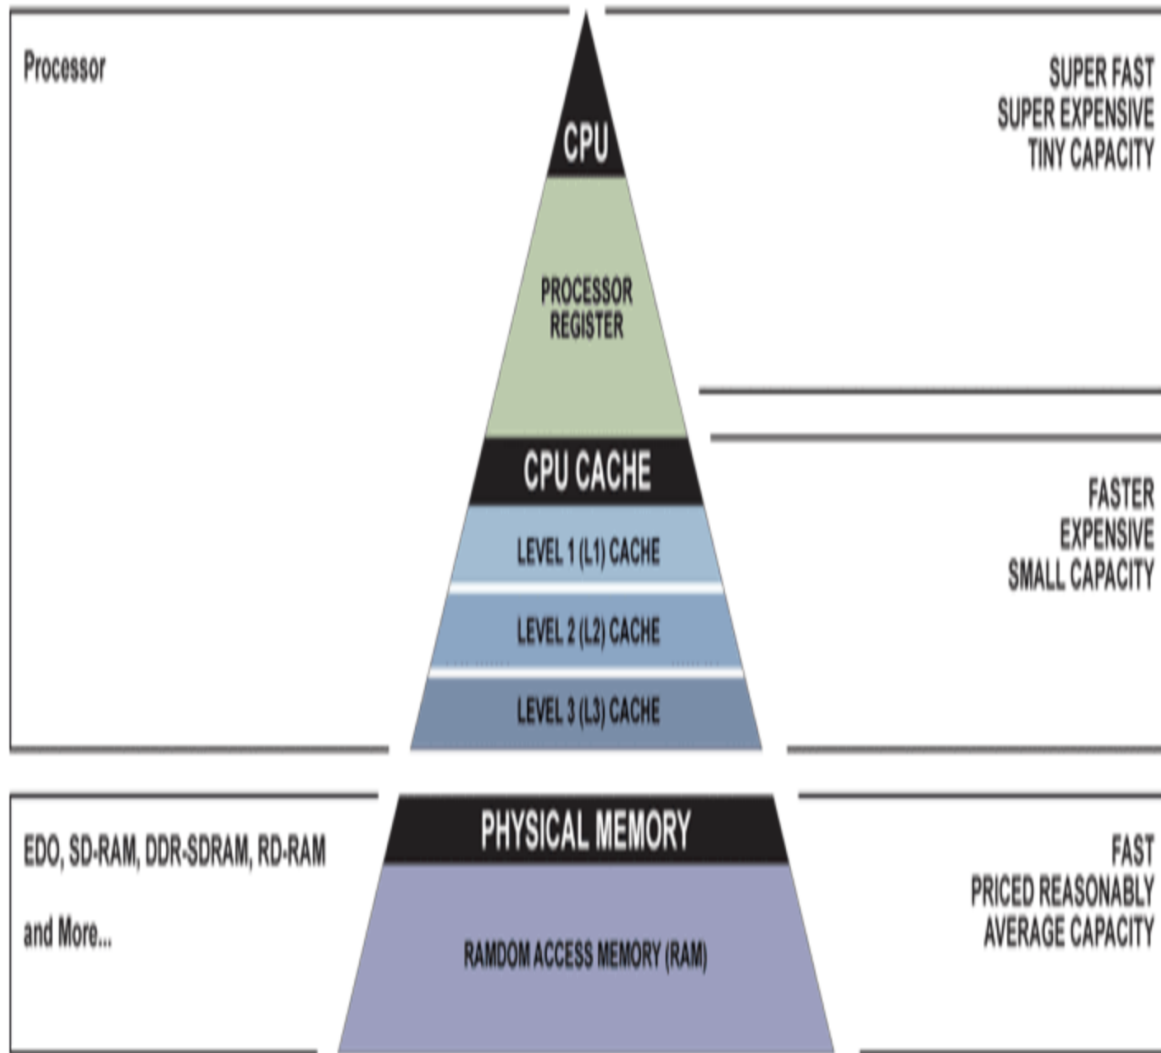 Processor
SUPER FAST
SUPER EXPENSIVE
TINY CAPACITY
CPU
PROCESSOR
REGISTER
CPU CACHE
LEVEL 1 (L1) CACHE
LEVEL 2 (L2) CACHE
LEVEL 3 (L3) CACHE
FASTER
EXPENSIVE
SMALL CAPACITY
PHYSICAL MEMORY
EDO, SD-RAM, DDR-SDRAM, RD-RAM
and More...
RAMDOM ACCESS MEMORY (RAM)
FAST
PRICED REASONABLY
AVERAGE CAPACITY